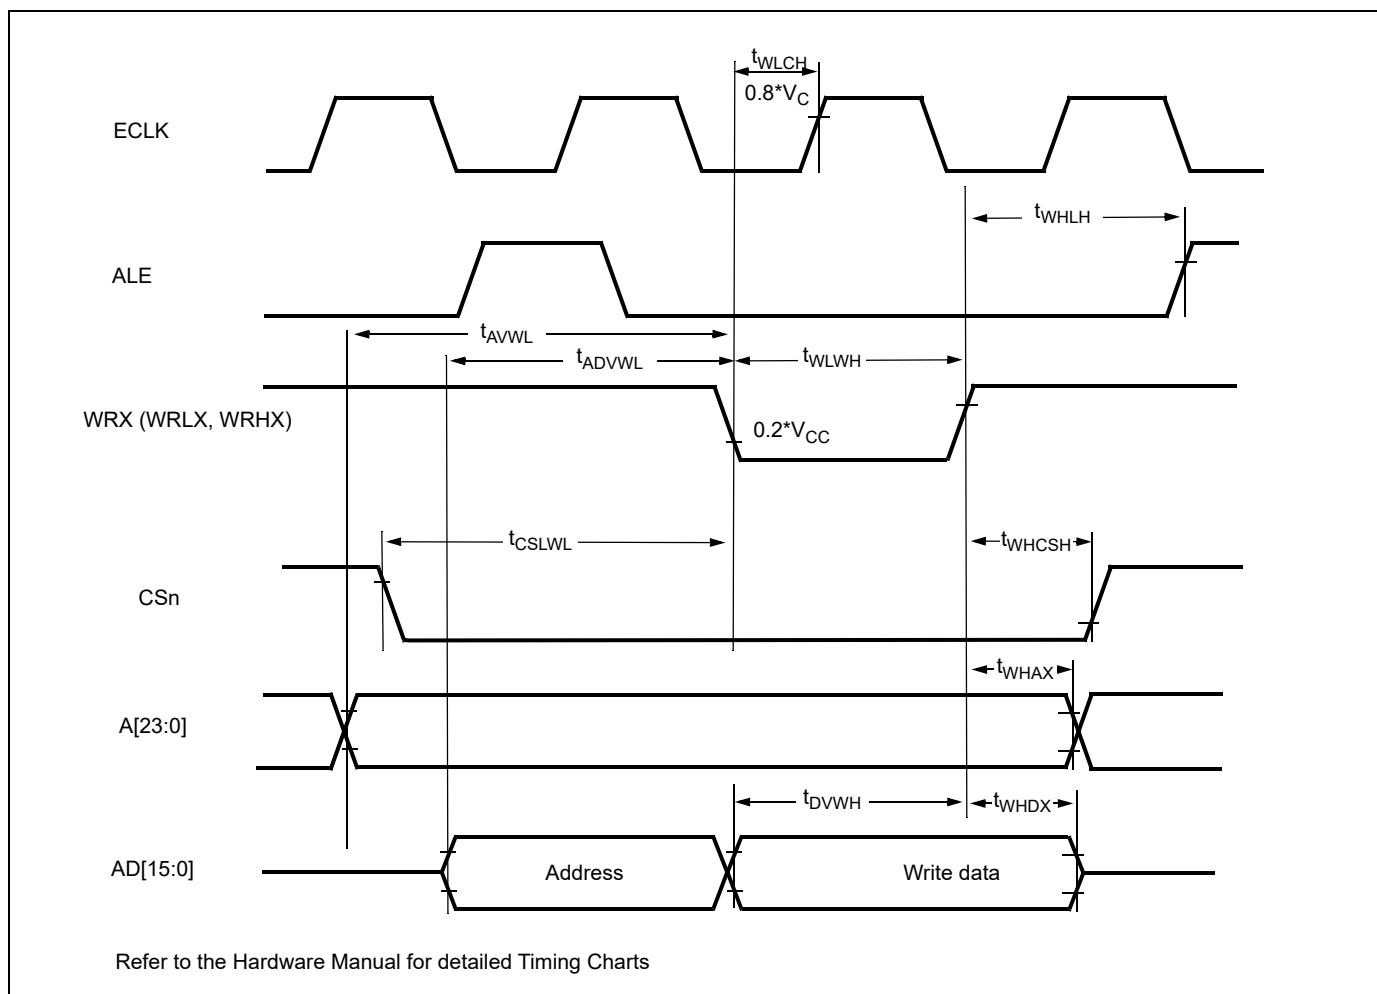 tWLCH
0.8*VC
ECLK
tWHLH
ALE
tAVWL
tADVWL
tWLWH
WRX (WRLX, WRHX)
0.2*VCC
tCSLWL
tWHCSH
CSn
tWHAX
A[23:0]
tDVWH
tWHDX
AD[15:0]
Address
Write data
Refer to the Hardware Manual for detailed Timing Charts